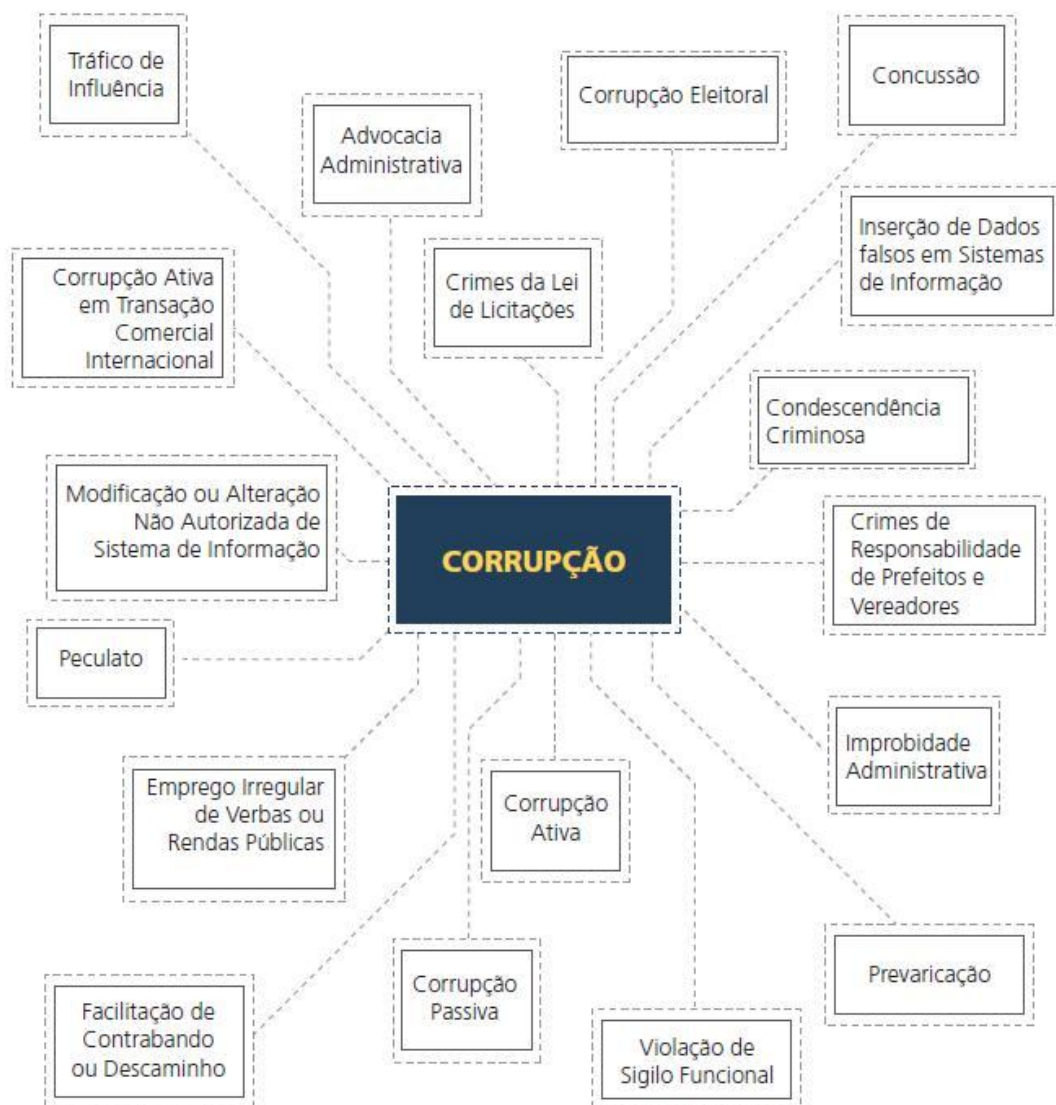 Tráfico de
Influência
Advocacia
Administrativa
Corrupção Eleitoral
Concussão
Corrupção Ativa
em Transação
Comercial
Internacional
Crimes da Lei
de Licitações
Inserção de Dados
falsos em Sistemas
de Informação
Condescendência
Criminosa
Modificação ou Alteração
Não Autorizada de
Sistema de Informação
CORRUPÇÃO
Crimes de
Responsabilidade
de Prefeitos e
Vereadores
Peculato
Improbidade
Administrativa
Emprego Irregular
de Verbas ou
Rendas Públicas
Corrupção
Ativa
Prevaricação
Corrupção
Passiva
Facilitação de
Contrabando
ou Descaminho
Violação de
Sigilo Funcional